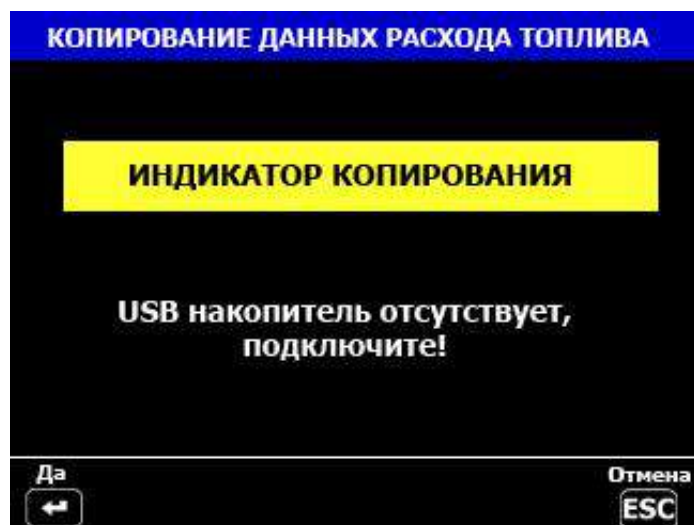 КОПИРОВАНИЕ ДАННЫХ РАСХОДА ТОПЛИВА
ИНДИКАТОР КОПИРОВАНИЯ
USB накопитель отсутствует,
подключите!
Да
Отмена
ESC